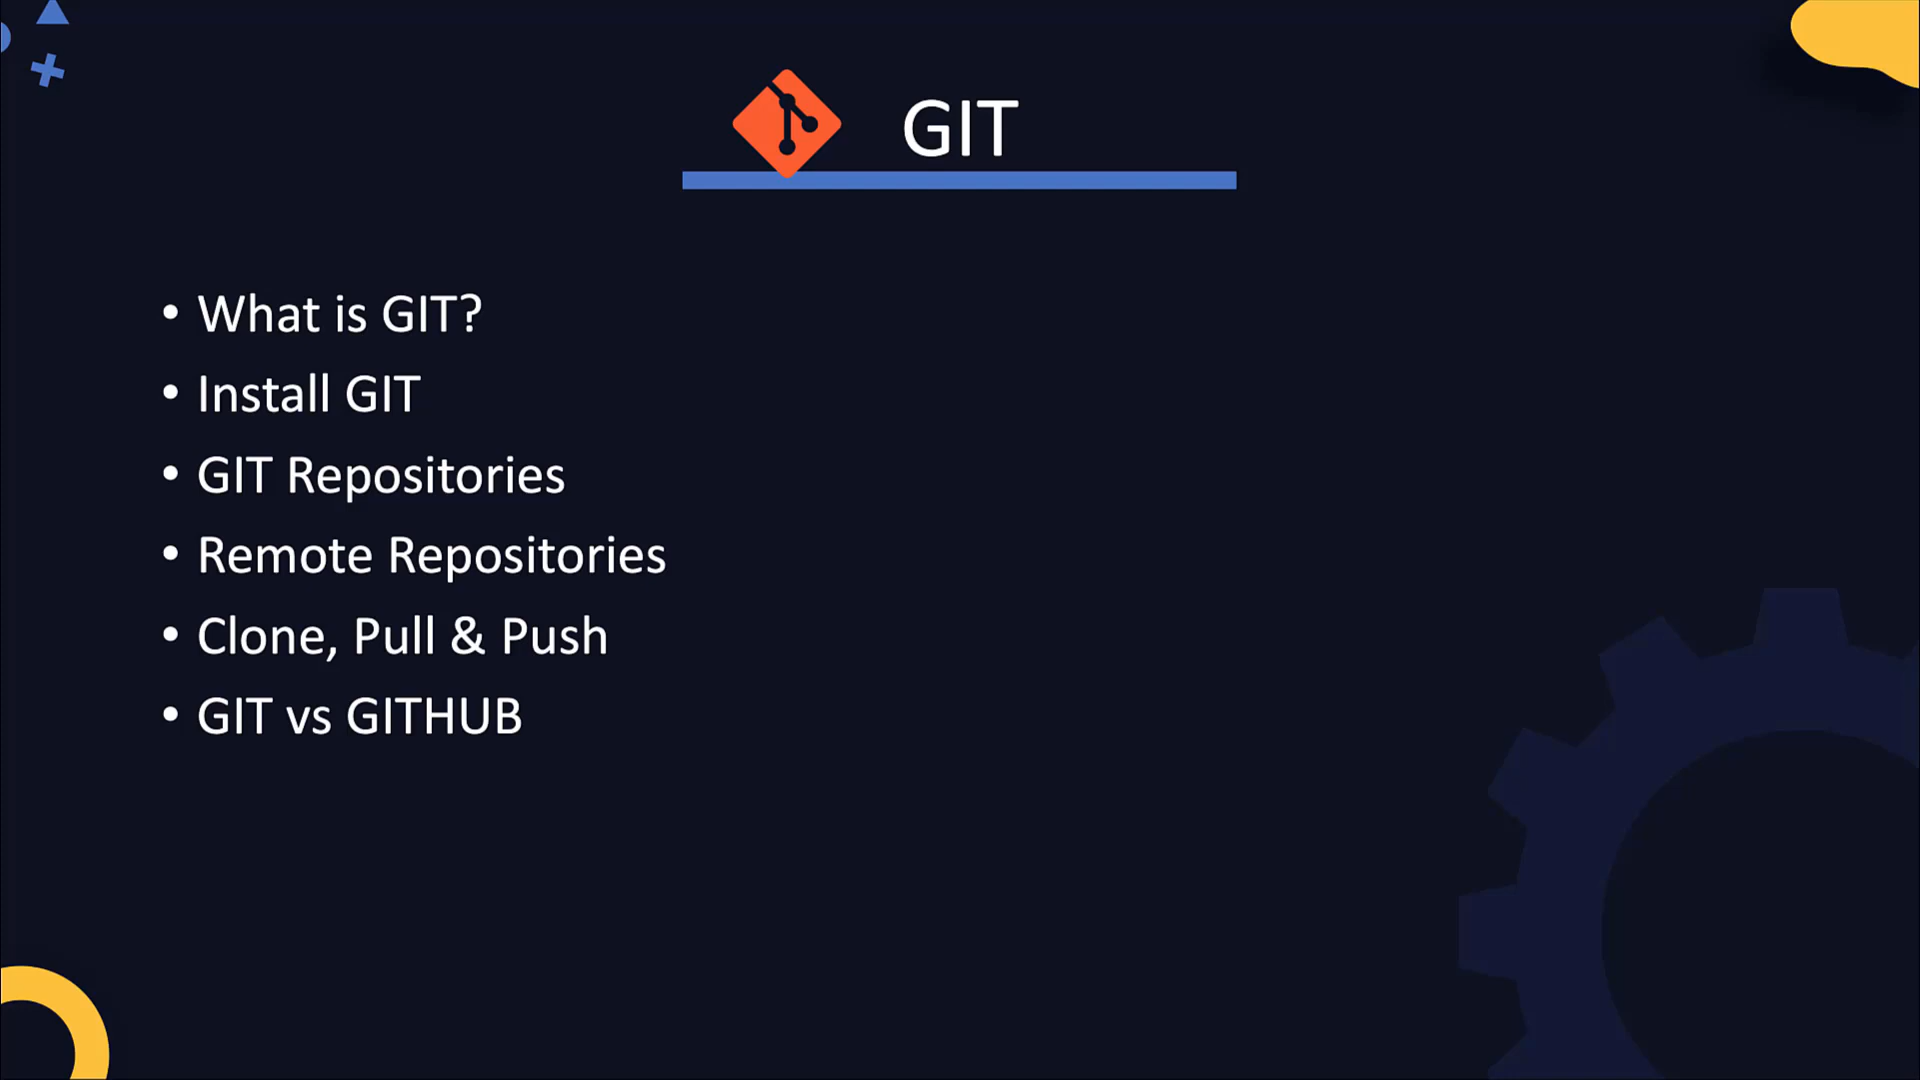 GIT
• What is GIT?
• Install GIT
• GIT Repositories
• Remote Repositories
• Clone, Pull & Push
• GIT vs GITHUB